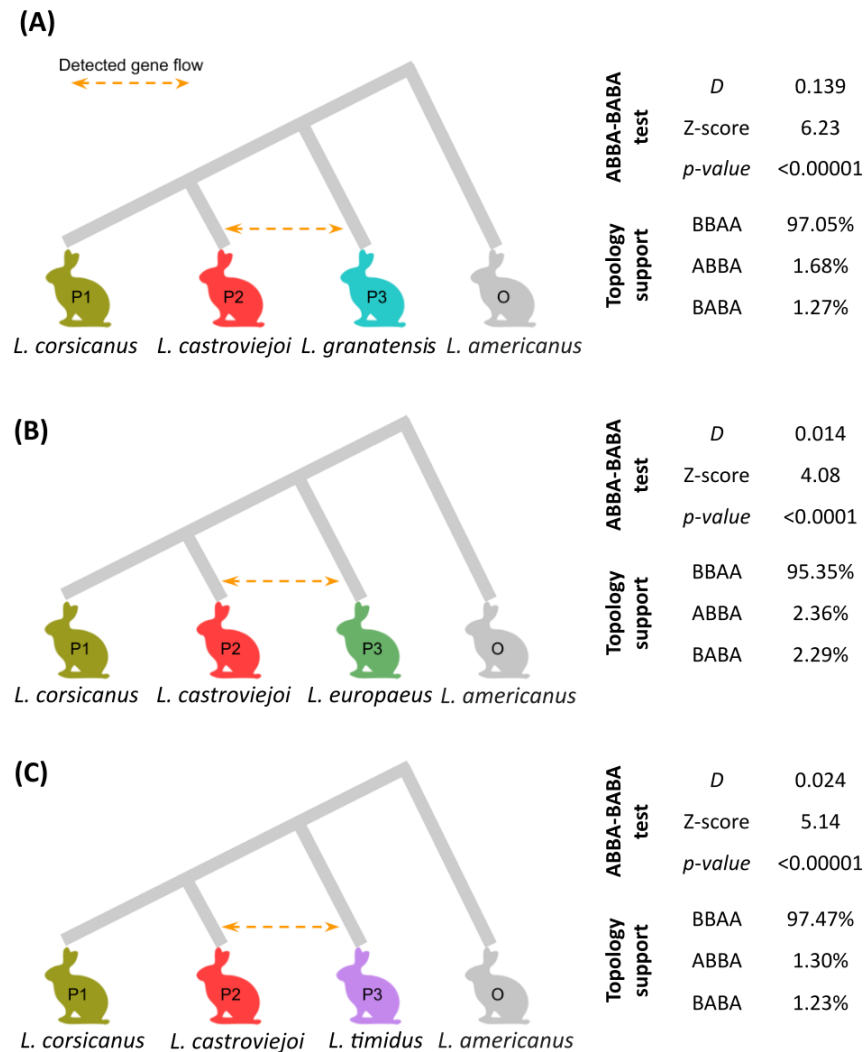 (A)
Detected gene flow
P1
P2
P3
O
L. corsicanus
L. castroviejoi
L. granatensis
L. americanus
ABBA-BABA
test
D 0.139
Z-score 6.23
p-value <0.00001
Topology
support
BBAA 97.05%
ABBA 1.68%
BABA 1.27%
(B)
P1
P2
P3
O
L. corsicanus
L. castroviejoi
L. europaeus
L. americanus
ABBA-BABA
test
D 0.014
Z-score 4.08
p-value <0.0001
Topology
support
BBAA 95.35%
ABBA 2.36%
BABA 2.29%
(C)
P1
P2
P3
O
L. corsicanus
L. castroviejoi
L. timidus
L. americanus
ABBA-BABA
test
D 0.024
Z-score 5.14
p-value <0.00001
Topology
support
BBAA 97.47%
ABBA 1.30%
BABA 1.23%